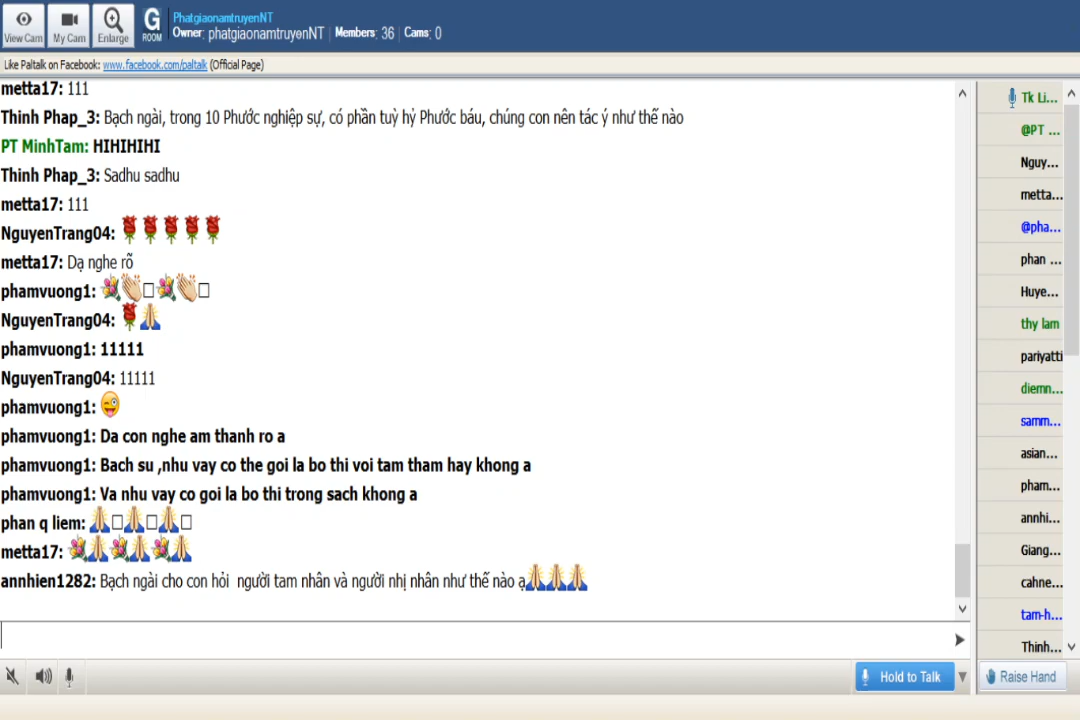 View Cam
My Cam
Enlarge
G
ROOM
PhatgiaonamtruyenNT
Owner: phatgiaonamtruyenNT | Members: 36 | Cams: 0
Like Paltalk on Facebook: www.facebook.com/paltalk (Official Page)
metta17: 111
Thinh Phap_3: Bạch ngài, trong 10 Phước nghiệp sự, có phần tuỳ hỷ Phước báu, chúng con nên tác ý như thế nào
PT MinhTam: HIHIHIHI
Thinh Phap_3: Sadhu sadhu
metta17: 111
NguyenTrang04: 🌹🌹🌹🌹🌹
metta17: Dạ nghe rõ
phamvuong1: 💐👏□💐👏□
NguyenTrang04: 🌹🙏
phamvuong1: 11111
NguyenTrang04: 11111
phamvuong1: 😜
phamvuong1: Da con nghe am thanh ro a
phamvuong1: Bach su ,nhu vay co the goi la bo thi voi tam tham hay khong a
phamvuong1: Va nhu vay co goi la bo thi trong sach khong a
phan q liem: 🙏□🙏□🙏□
metta17: 💐🙏💐🙏💐🙏
annhien1282: Bạch ngài cho con hỏi  người tam nhân và người nhị nhân như thế nào ạ🙏🙏🙏
Tk Li...
@PT ...
Nguy...
metta...
@pha...
phan ...
Huye...
thy lam
pariyatti
diemn...
samm...
asian...
pham...
annhi...
Giang...
cahne...
tam-h...
Thinh...
Hold to Talk
Raise Hand